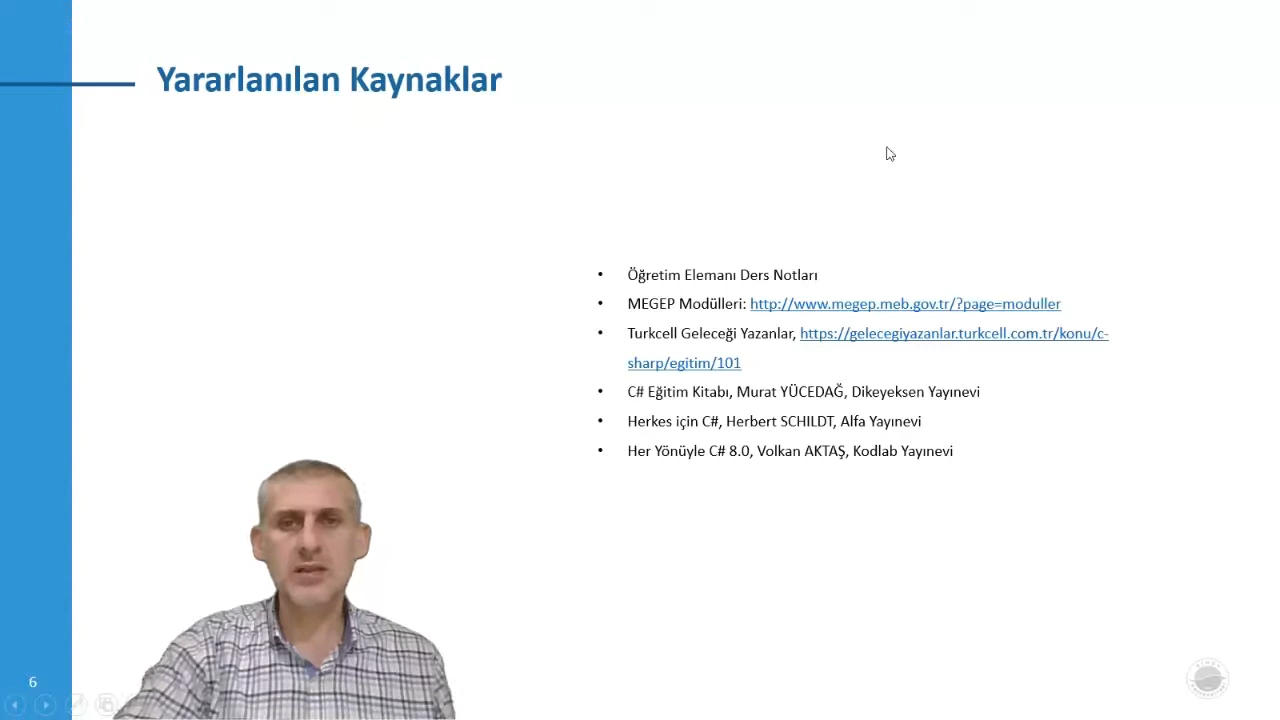 Yararlanılan Kaynaklar
• Öğretim Elemanı Ders Notları
• MEGEP Modülleri: http://www.megep.meb.gov.tr/?page=moduller
• Turkcell Geleceği Yazanlar, https://gelecegiyazanlar.turkcell.com.tr/konu/c-
sharp/egitim/101
• C# Eğitim Kitabı, Murat YÜCEDAĞ, Dikeyeksen Yayınevi
• Herkes için C#, Herbert SCHILDT, Alfa Yayınevi
• Her Yönüyle C# 8.0, Volkan AKTAŞ, Kodlab Yayınevi
6